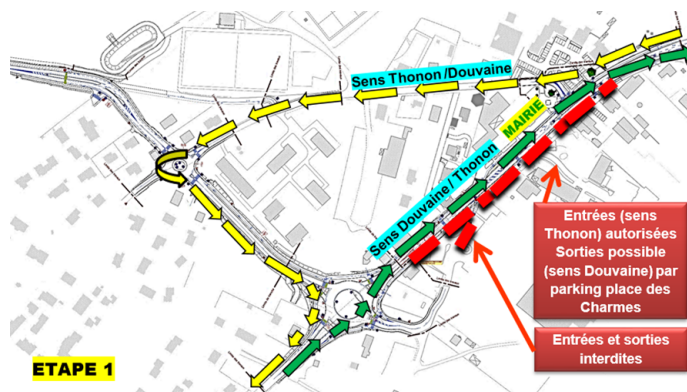 Sens Thonon /Douvaine
MAIRIE
Sens Douvaine/ Thonon
Entrées (sens
Thonon) autorisées
Sorties possible
(sens Douvaine) par
parking place des
Charmes
Entrées et sorties
interdites
ETAPE 1